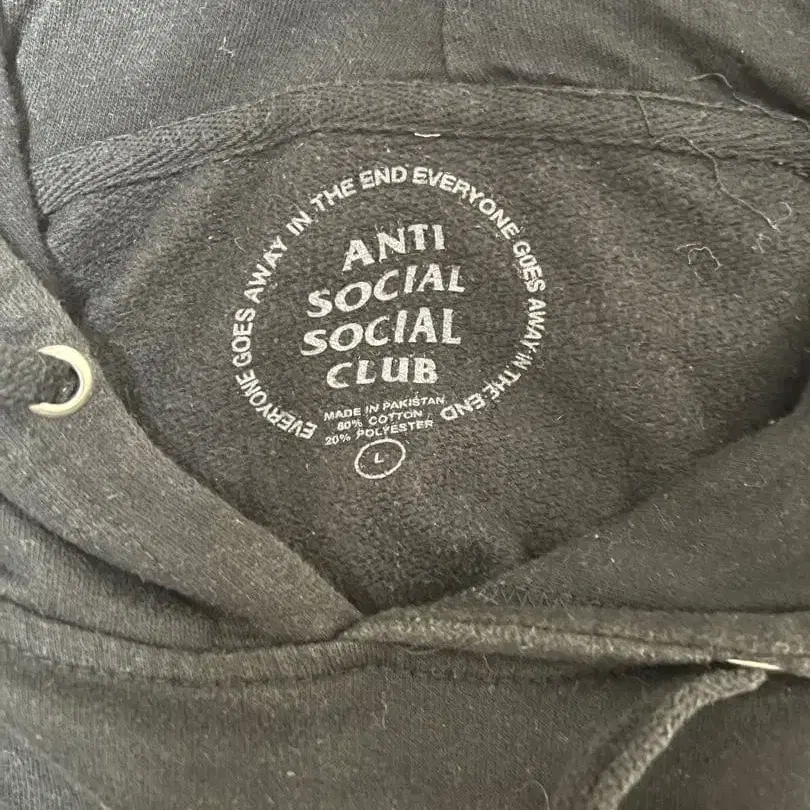 EVERYONE GOES AWAY IN THE END EVERYONE GOES AWAY IN THE END
ANTI
SOCIAL
SOCIAL
CLUB
MADE IN PAKISTAN
80% COTTON
20% POLYESTER
L